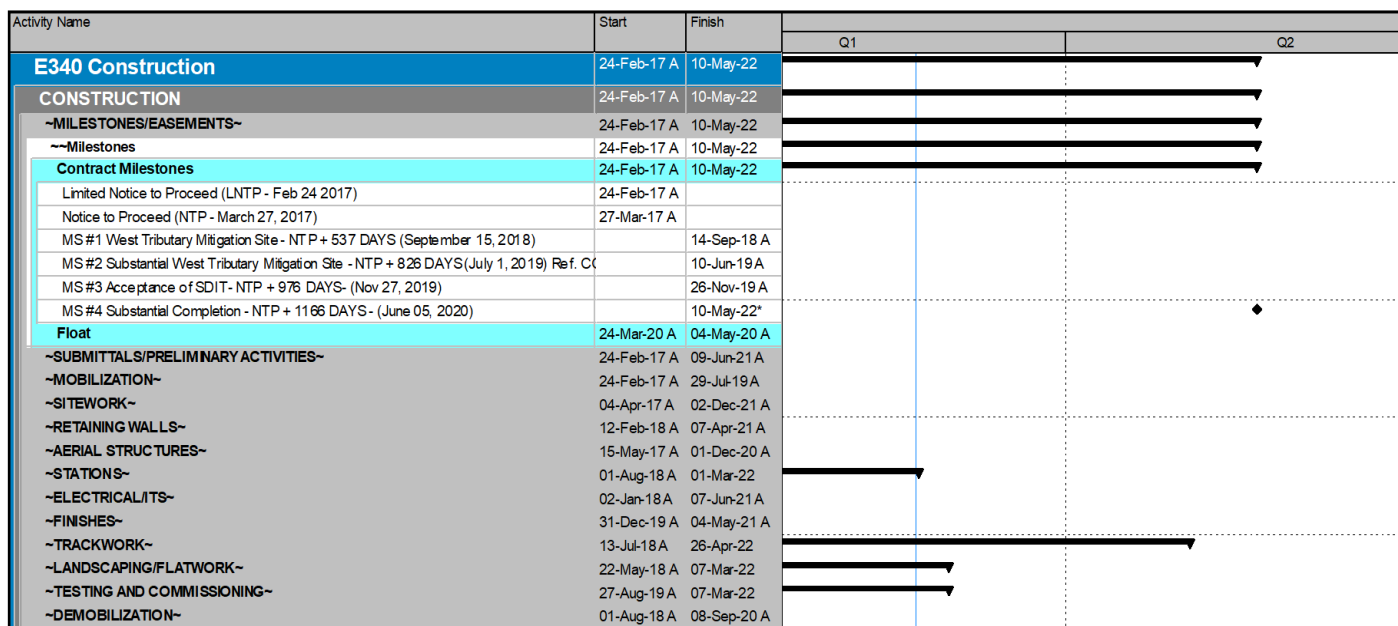 Activity Name Start Finish
Q1 Q2
E340 Construction 24-Feb-17 A 10-May-22
CONSTRUCTION 24-Feb-17 A 10-May-22
~MILESTONES/EASEMENTS~ 24-Feb-17 A 10-May-22
~~Milestones 24-Feb-17 A 10-May-22
Contract Milestones 24-Feb-17 A 10-May-22
Limited Notice to Proceed (LNTP - Feb 24 2017) 24-Feb-17 A
Notice to Proceed (NTP - March 27, 2017) 27-Mar-17 A
MS #1 West Tributary Mitigation Site - NTP + 537 DAYS (September 15, 2018) 14-Sep-18 A
MS #2 Substantial West Tributary Mitigation Site - NTP + 826 DAYS(July 1, 2019) Ref. 10-Jun-19 A
MS #3 Acceptance of SDIT- NTP + 976 DAYS- (Nov 27, 2019) 26-Nov-19 A
MS #4 Substantial Completion - NTP + 1166 DAYS - (June 05, 2020) 10-May-22*
Float 24-Mar-20 A 04-May-20 A
~SUBMITTALS/PRELIMINARY ACTIVITIES~ 24-Feb-17 A 09-Jun-21 A
~MOBILIZATION~ 24-Feb-17 A 29-Jul-19 A
~SITEWORK~ 04-Apr-17 A 02-Dec-21 A
~RETAINING WALLS~ 12-Feb-18 A 07-Apr-21 A
~AERIAL STRUCTURES~ 15-May-17 A 01-Dec-20 A
~STATIONS~ 01-Aug-18 A 01-Mar-22
~ELECTRICAL/ITS~ 02-Jan-18 A 07-Jun-21 A
~FINISHES~ 31-Dec-19 A 04-May-21 A
~TRACKWORK~ 13-Jul-18 A 26-Apr-22
~LANDSCAPING/FLATWORK~ 22-May-18 A 07-Mar-22
~TESTING AND COMMISSIONING~ 27-Aug-19 A 07-Mar-22
~DEMOBILIZATION~ 01-Aug-18 A 08-Sep-20 A